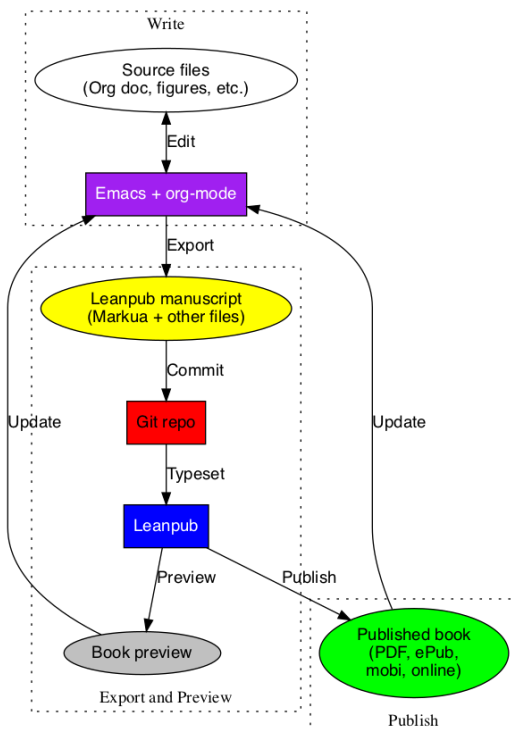 Write
Source files
(Org doc, figures, etc.)
Edit
Emacs + org-mode
Export
Leanpub manuscript
(Markua + other files)
Commit
Git repo
Update
Update
Typeset
Leanpub
Preview
Publish
Book preview
Published book
(PDF, ePub,
mobi, online)
Export and Preview
Publish